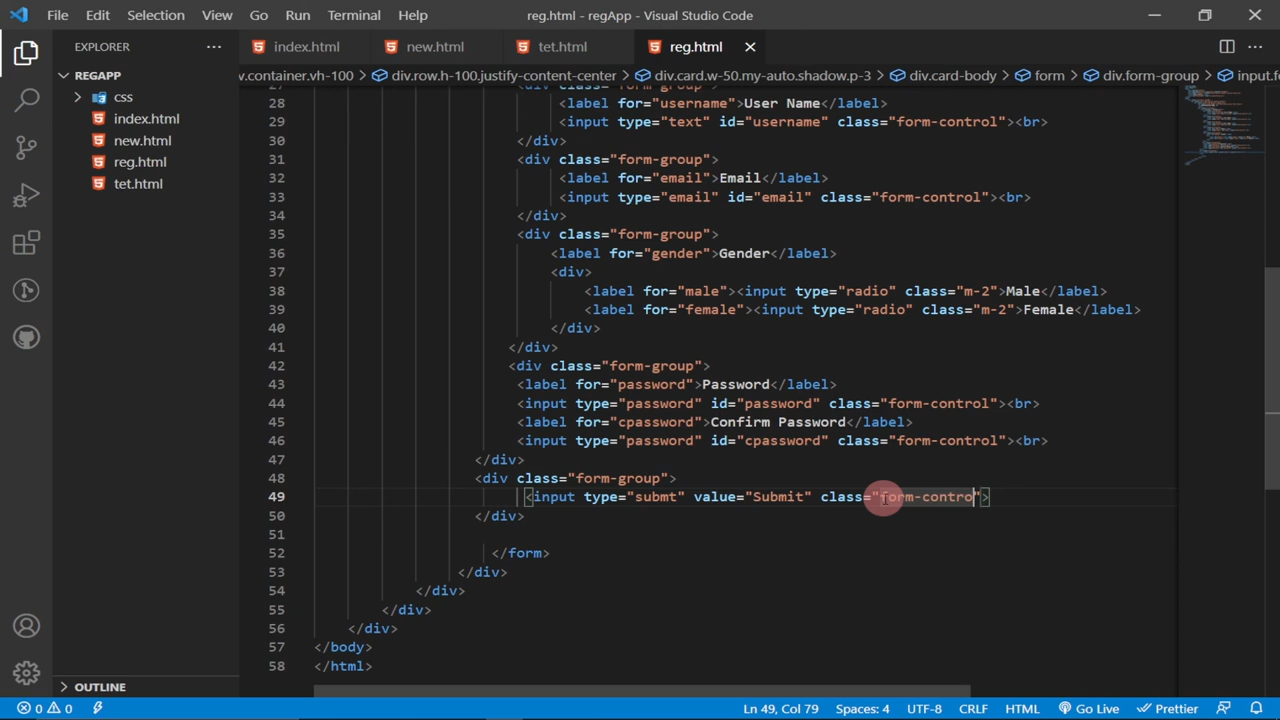 File Edit Selection View Go Run Terminal Help reg.html - regApp - Visual Studio Code
EXPLORER ···
index.html new.html tet.html reg.html
REGAPP
css
index.html
new.html
reg.html
tet.html
OUTLINE
w.container.vh-100 > div.row.h-100.justify-content-center > div.card.w-50.my-auto.shadow.p-3 > div.card-body > form > div.form-group > input.f
27 <div class="form-group">
28 <label for="username">User Name</label>
29 <input type="text" id="username" class="form-control"><br>
30 </div>
31 <div class="form-group">
32 <label for="email">Email</label>
33 <input type="email" id="email" class="form-control"><br>
34 </div>
35 <div class="form-group">
36 <label for="gender">Gender</label>
37 <div>
38 <label for="male"><input type="radio" class="m-2">Male</label>
39 <label for="female"><input type="radio" class="m-2">Female</label>
40 </div>
41 </div>
42 <div class="form-group">
43 <label for="password">Password</label>
44 <input type="password" id="password" class="form-control"><br>
45 <label for="cpassword">Confirm Password</label>
46 <input type="password" id="cpassword" class="form-control"><br>
47 </div>
48 <div class="form-group">
49 <input type="submt" value="Submit" class="form-contro">
50 </div>
51
52 </form>
53 </div>
54 </div>
55 </div>
56 </div>
57 </body>
58 </html>
0 0 Ln 49, Col 79 Spaces: 4 UTF-8 CRLF HTML Go Live Prettier